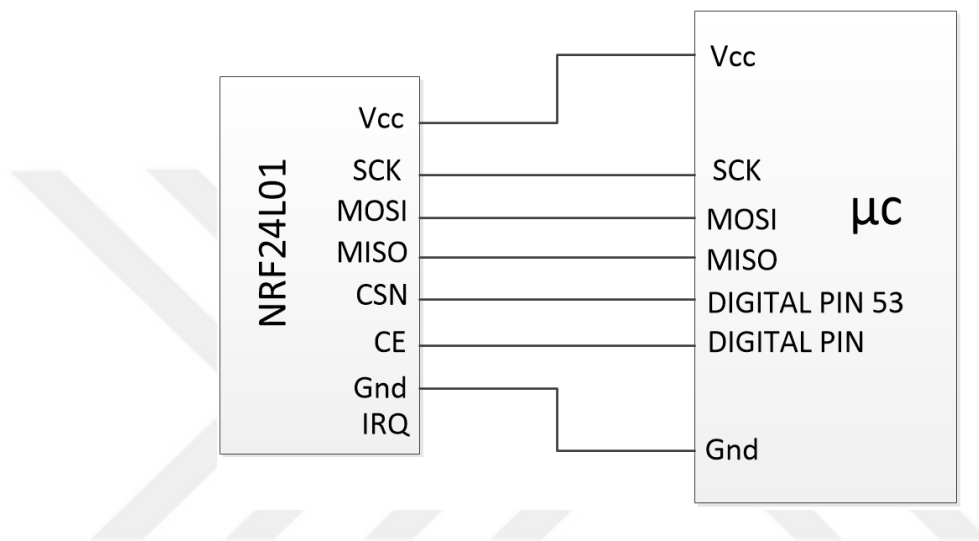 NRF24L01
Vcc
SCK
MOSI
MISO
CSN
CE
Gnd
IRQ
Vcc
SCK
MOSI
MISO
DIGITAL PIN 53
DIGITAL PIN
Gnd
µc